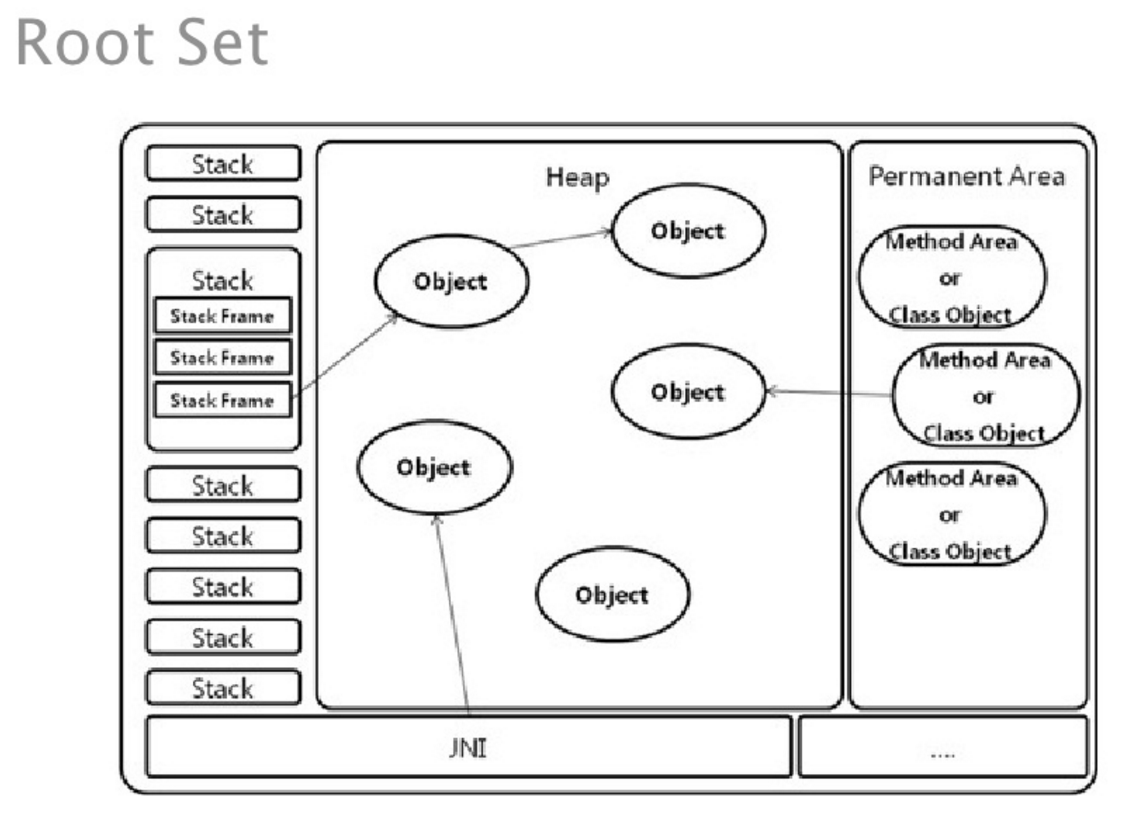 Root Set
Stack
Stack
Stack
Stack Frame
Stack Frame
Stack Frame
Stack
Stack
Stack
Stack
Stack
Heap
Object
Object
Object
Object
Object
Permanent Area
Method Area
or
Class Object
Method Area
or
Class Object
Method Area
or
Class Object
JNI
....